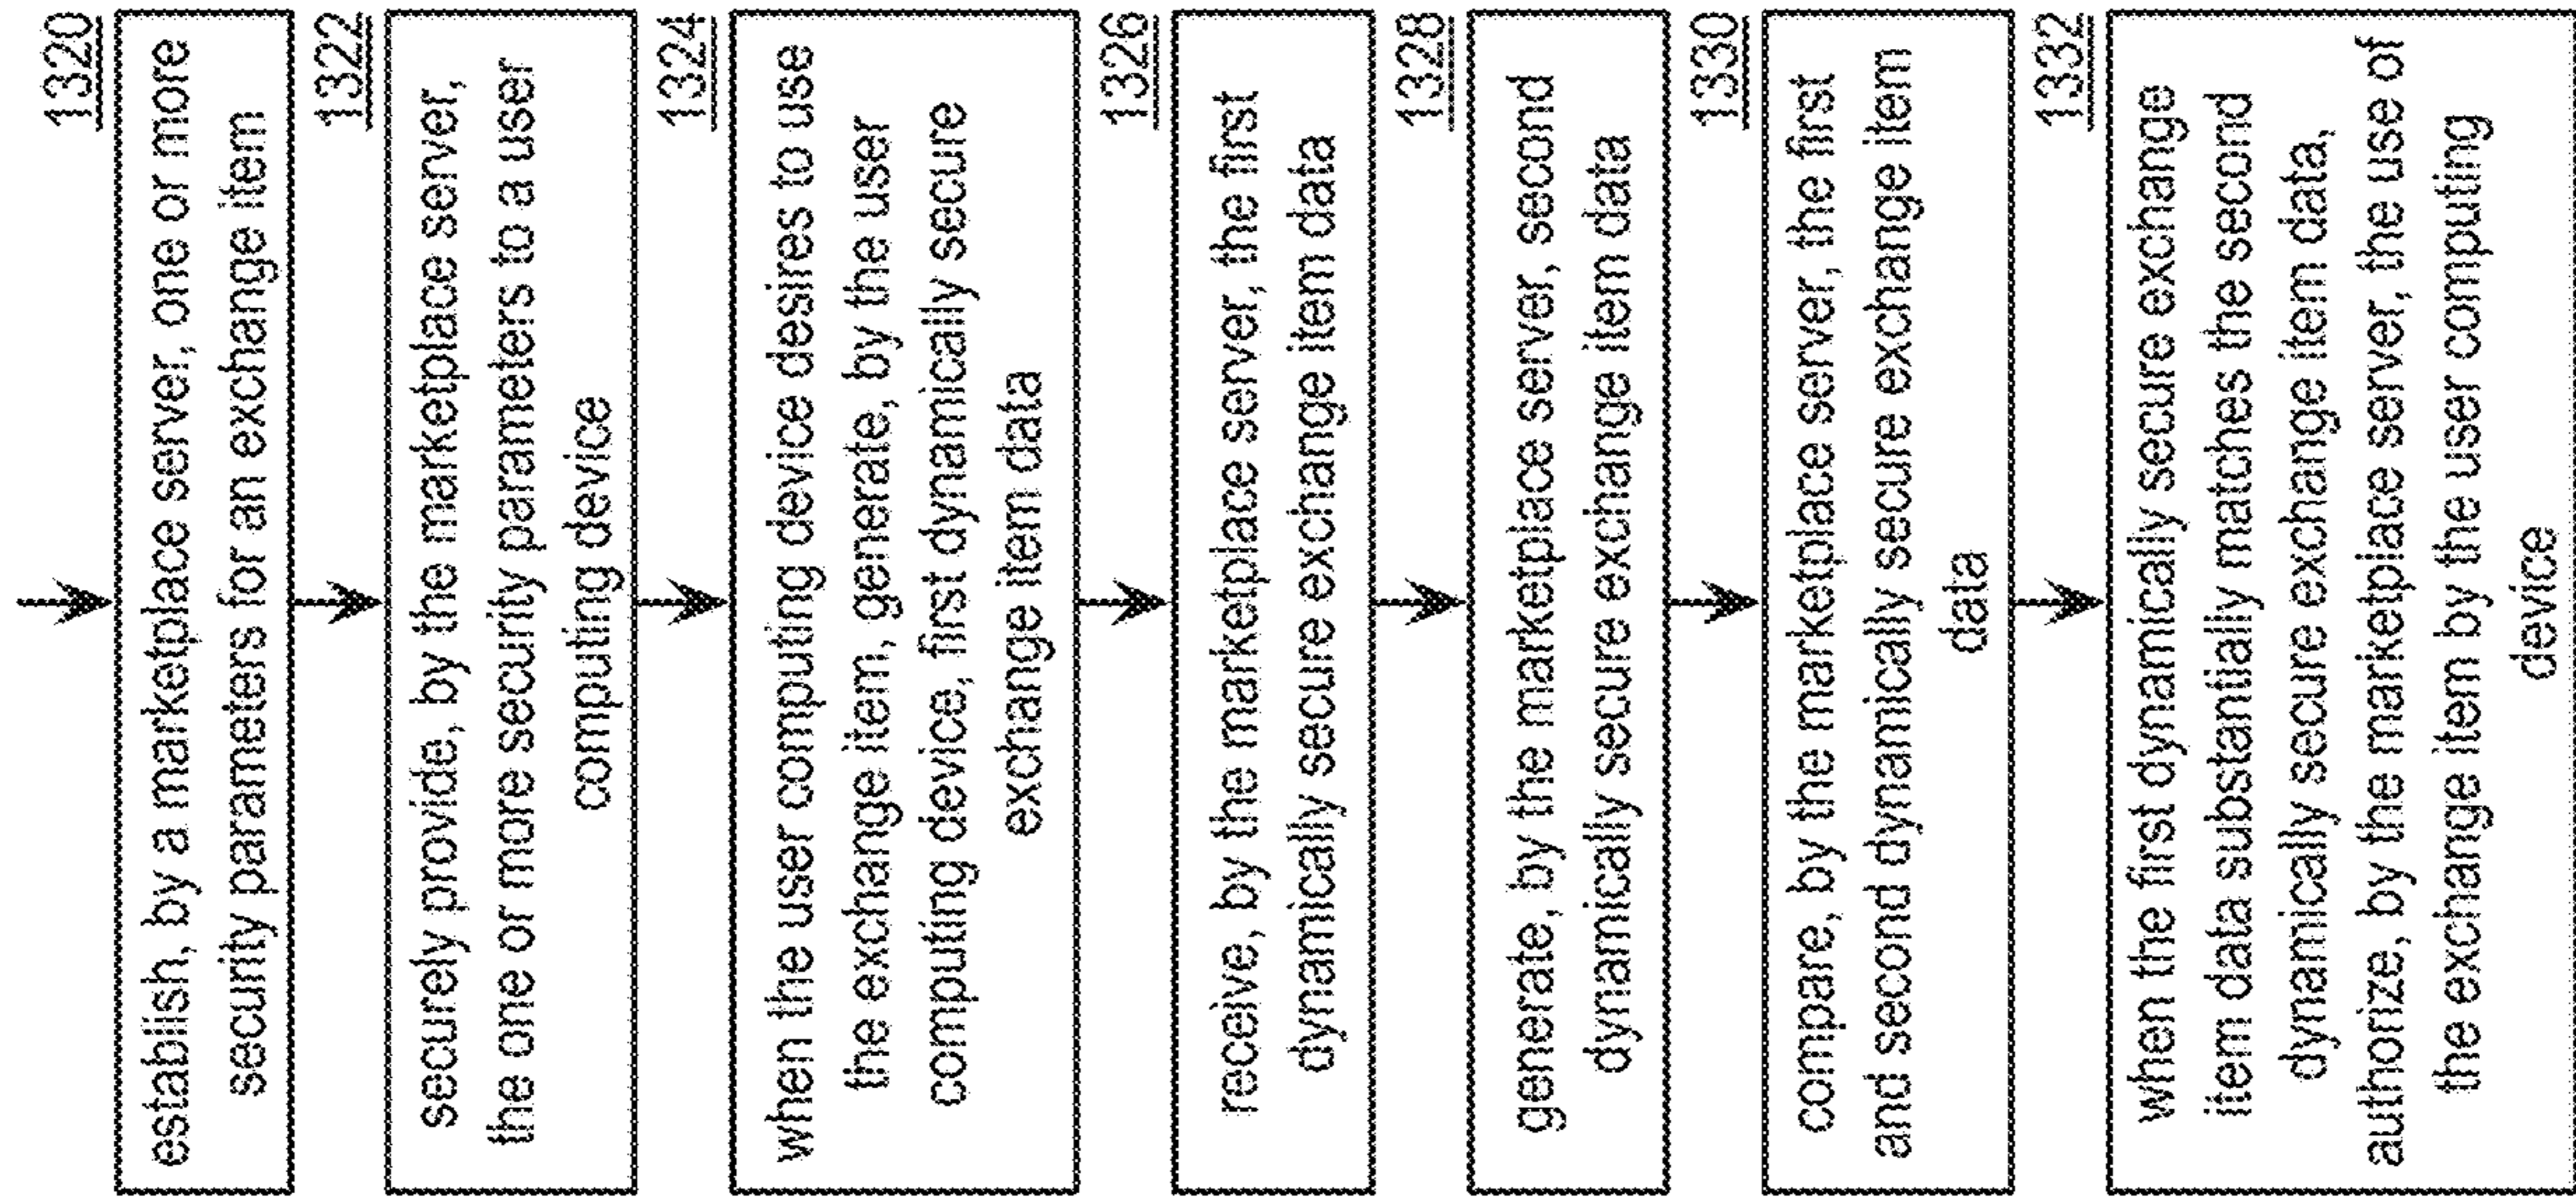 1320
establish, by a marketplace server, one or more
security parameters for an exchange item
1322
securely provide, by the marketplace server,
the one or more security parameters to a user
computing device
1324
when the user computing device desires to use
the exchange item, generate, by the user
computing device, first dynamically secure
exchange item data
1326
receive, by the marketplace server, the first
dynamically secure exchange item data
1328
generate, by the marketplace server, second
dynamically secure exchange item data
1330
compare, by the marketplace server, the first
and second dynamically secure exchange item
data
1332
when the first dynamically secure exchange
item data substantially matches the second
dynamically secure exchange item data,
authorize, by the marketplace server, the use of
the exchange item by the user computing
device